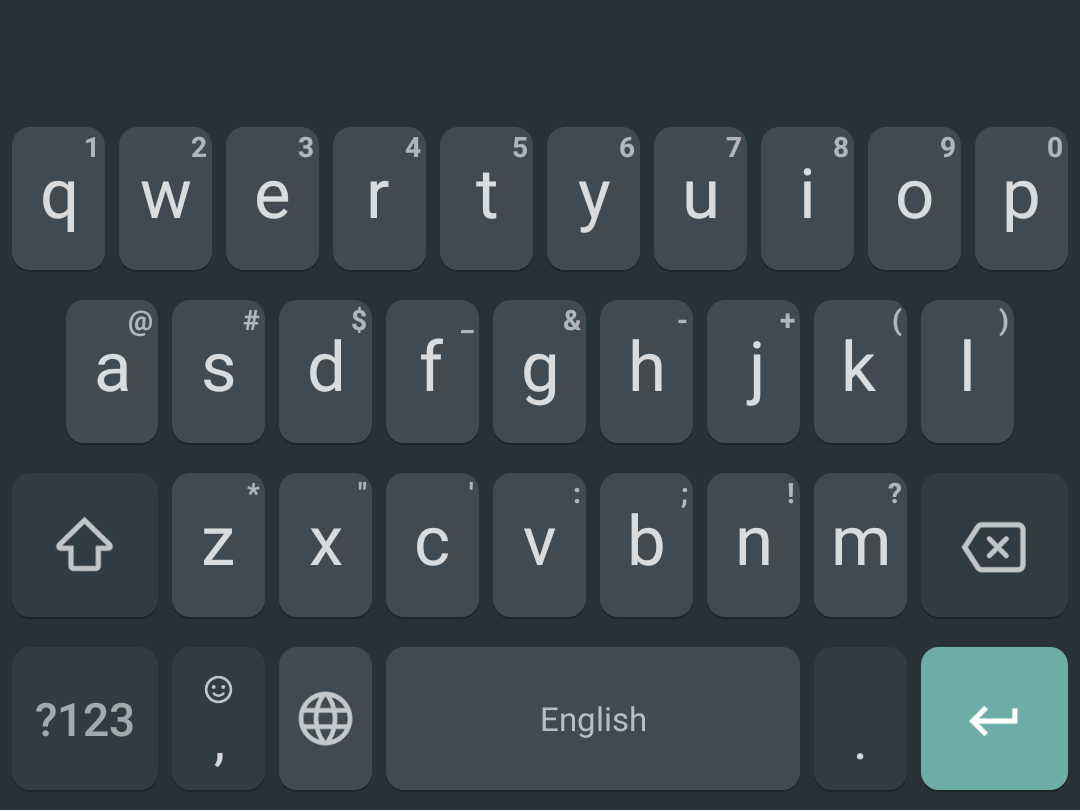 1 2 3 4 5 6 7 8 9 0
q w e r t y u i o p
@ # $ _ & - + ( )
a s d f g h j k l
* " ' : ; ! ?
z x c v b n m
?123 , English .